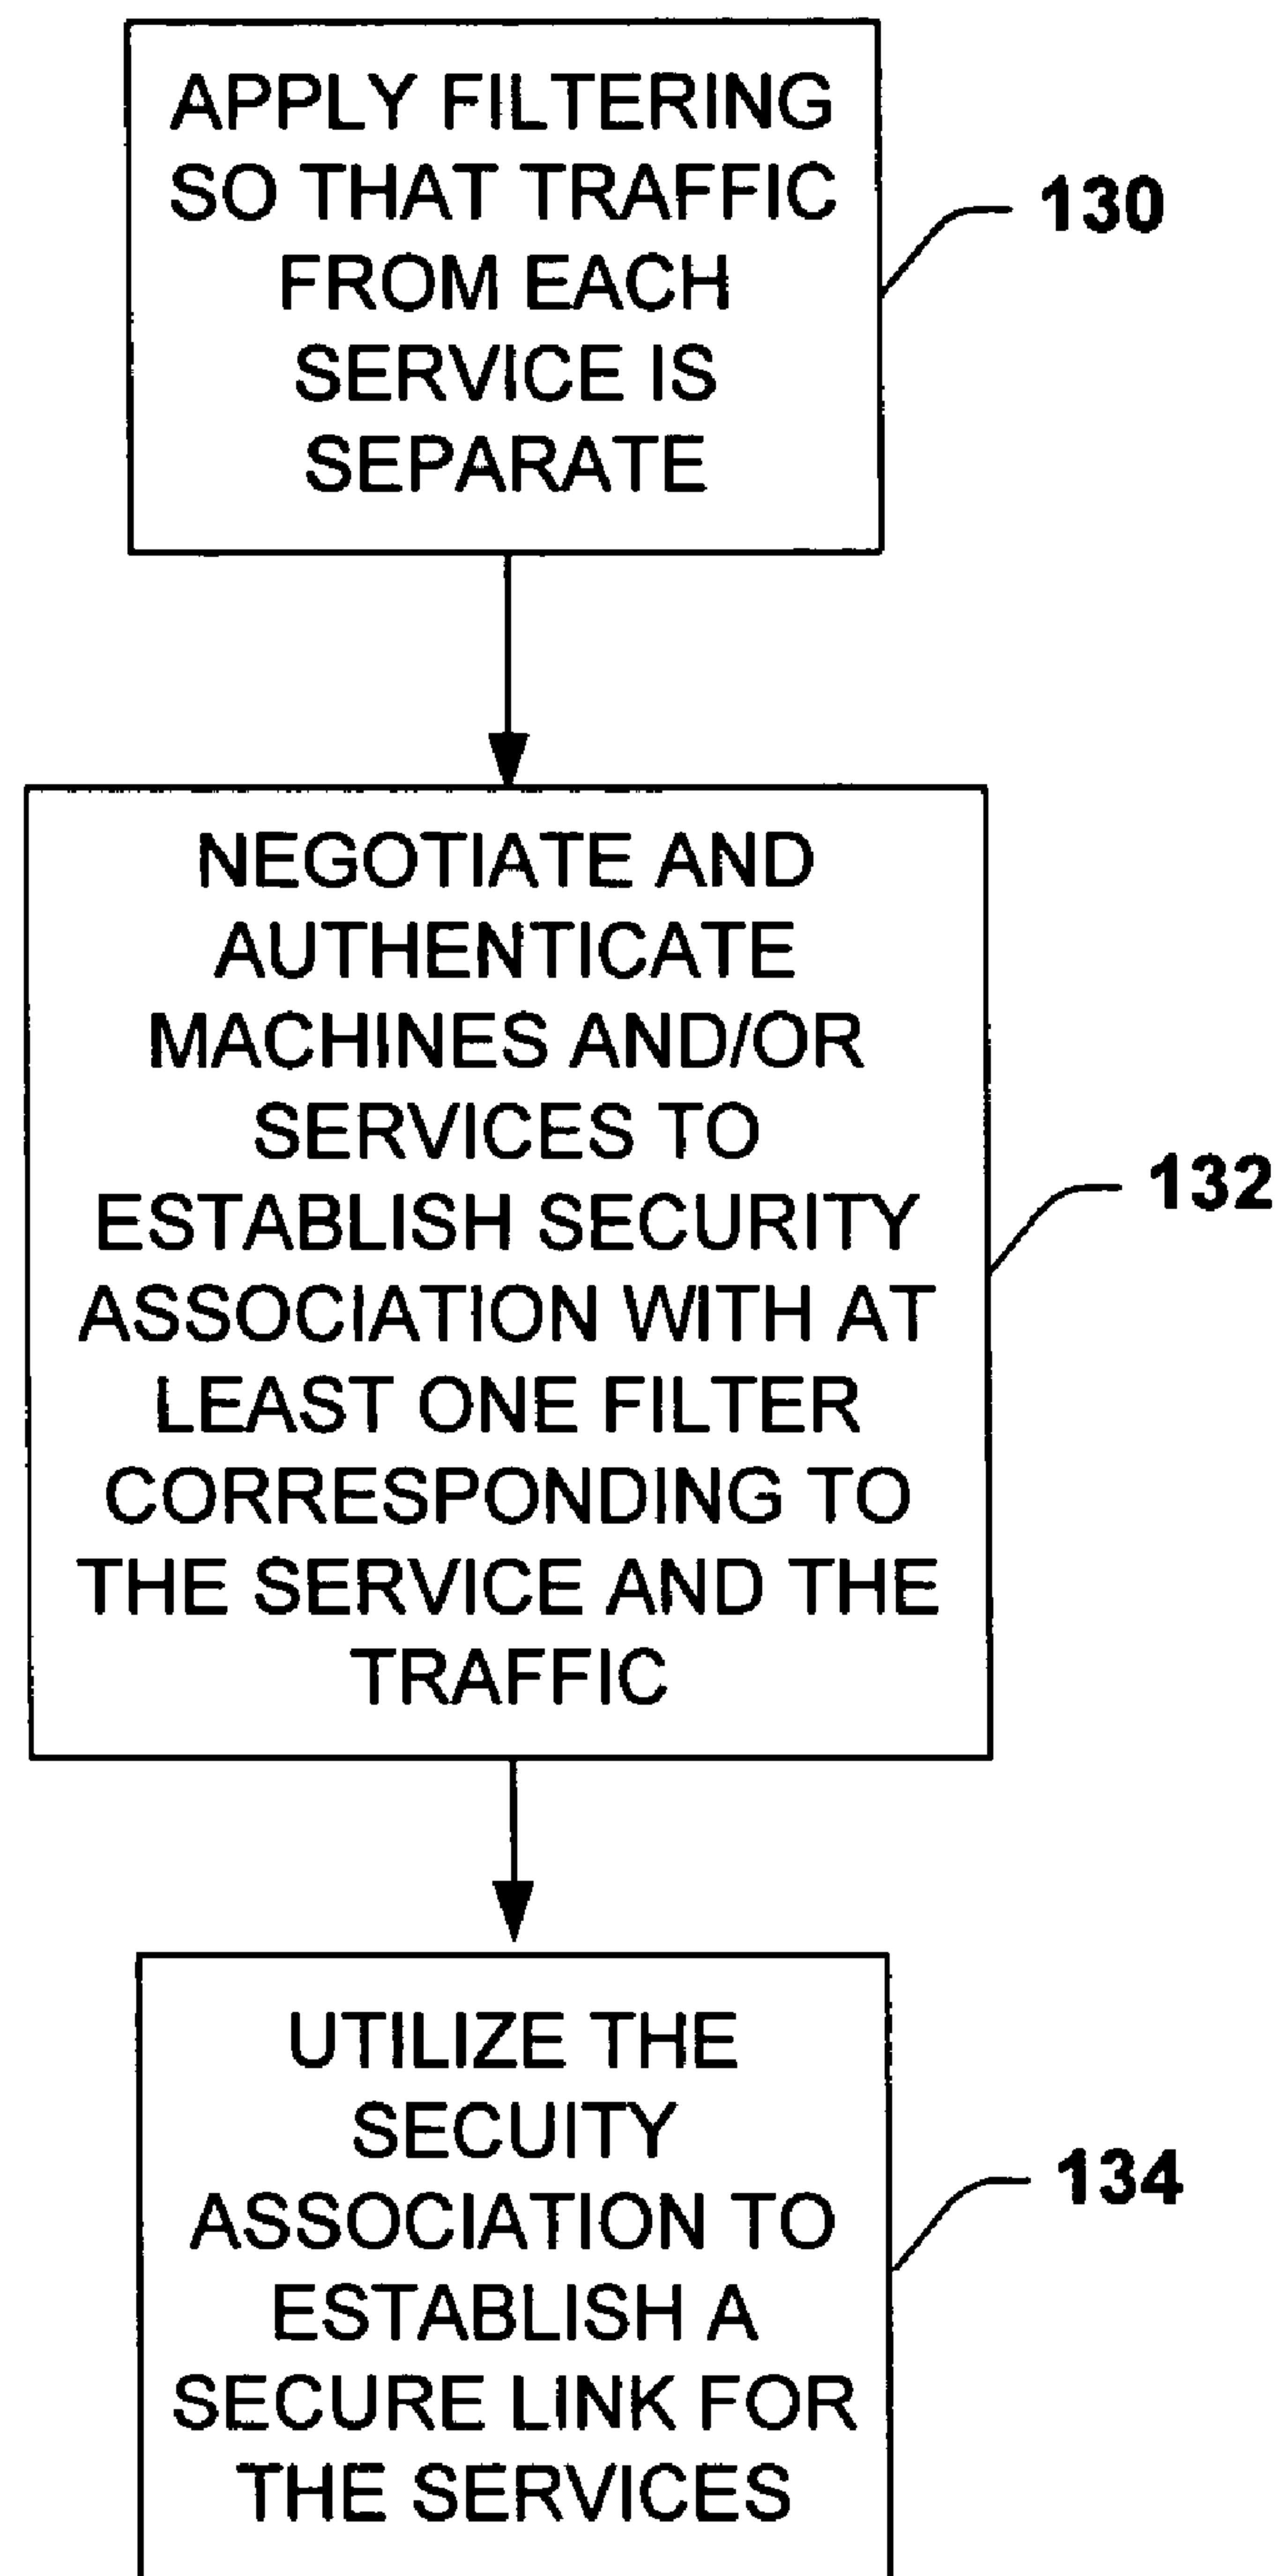 APPLY FILTERING
SO THAT TRAFFIC
FROM EACH
SERVICE IS
SEPARATE
130
NEGOTIATE AND
AUTHENTICATE
MACHINES AND/OR
SERVICES TO
ESTABLISH SECURITY
ASSOCIATION WITH AT
LEAST ONE FILTER
CORRESPONDING TO
THE SERVICE AND THE
TRAFFIC
132
UTILIZE THE
SECUITY
ASSOCIATION TO
ESTABLISH A
SECURE LINK FOR
THE SERVICES
134